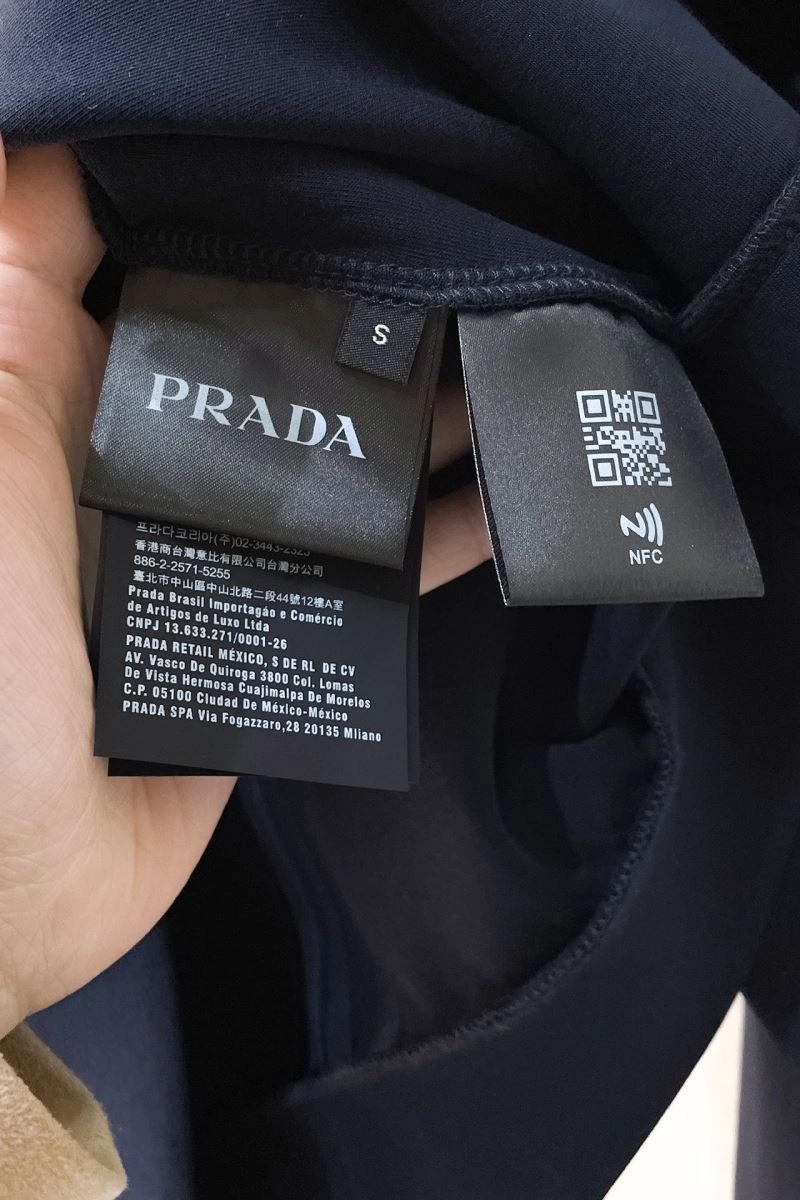 S
PRADA
NFC
프라다코리아(주)02-3443-2323
香港商台灣意比有限公司台灣分公司
886-2-2571-5255
臺北市中山區中山北路二段44號12樓A室
Prada Brasil Importagáo e Comércio
de Artigos de Luxo Ltda
CNPJ 13.633.271/0001-26
PRADA RETAIL MÉXICO, S DE RL DE CV
AV. Vasco De Quiroga 3800 Col. Lomas
De Vista Hermosa Cuajimalpa De Morelos
C.P. 05100 Ciudad De México-México
PRADA SPA Via Fogazzaro,28 20135 Mliano